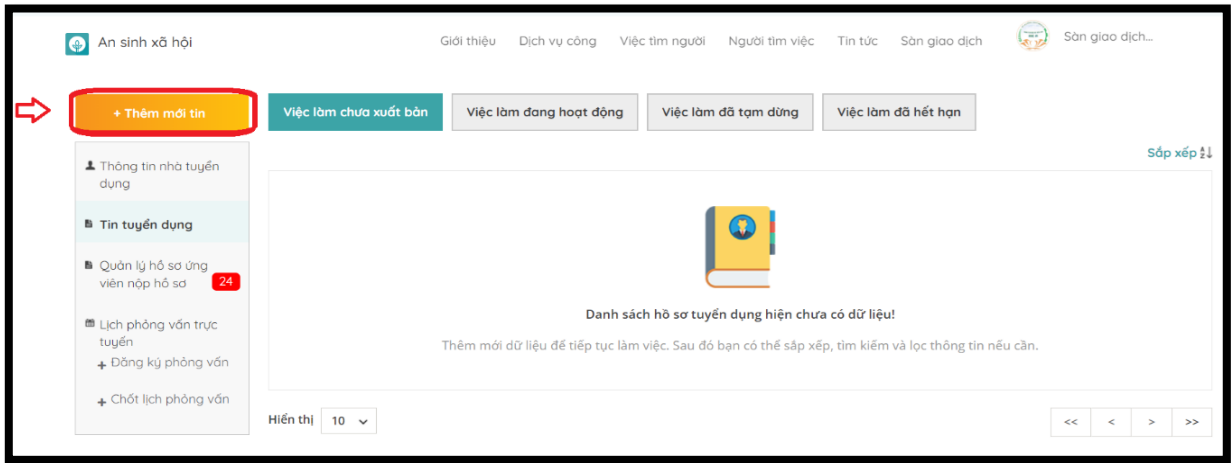 An sinh xã hội
Giới thiệu Dịch vụ công Việc tìm người Người tìm việc Tin tức Sàn giao dịch Sàn giao dịch...
+ Thêm mới tin
Việc làm chưa xuất bản Việc làm đang hoạt động Việc làm đã tạm dừng Việc làm đã hết hạn
Sắp xếp
Thông tin nhà tuyển
dụng
Tin tuyển dụng
Quản lý hồ sơ ứng
viên nộp hồ sơ 24
Lịch phỏng vấn trực
tuyến
+ Đăng ký phỏng vấn
+ Chốt lịch phỏng vấn
Danh sách hồ sơ tuyển dụng hiện chưa có dữ liệu!
Thêm mới dữ liệu để tiếp tục làm việc. Sau đó bạn có thể sắp xếp, tìm kiếm và lọc thông tin nếu cần.
Hiển thị 10
<< < > >>